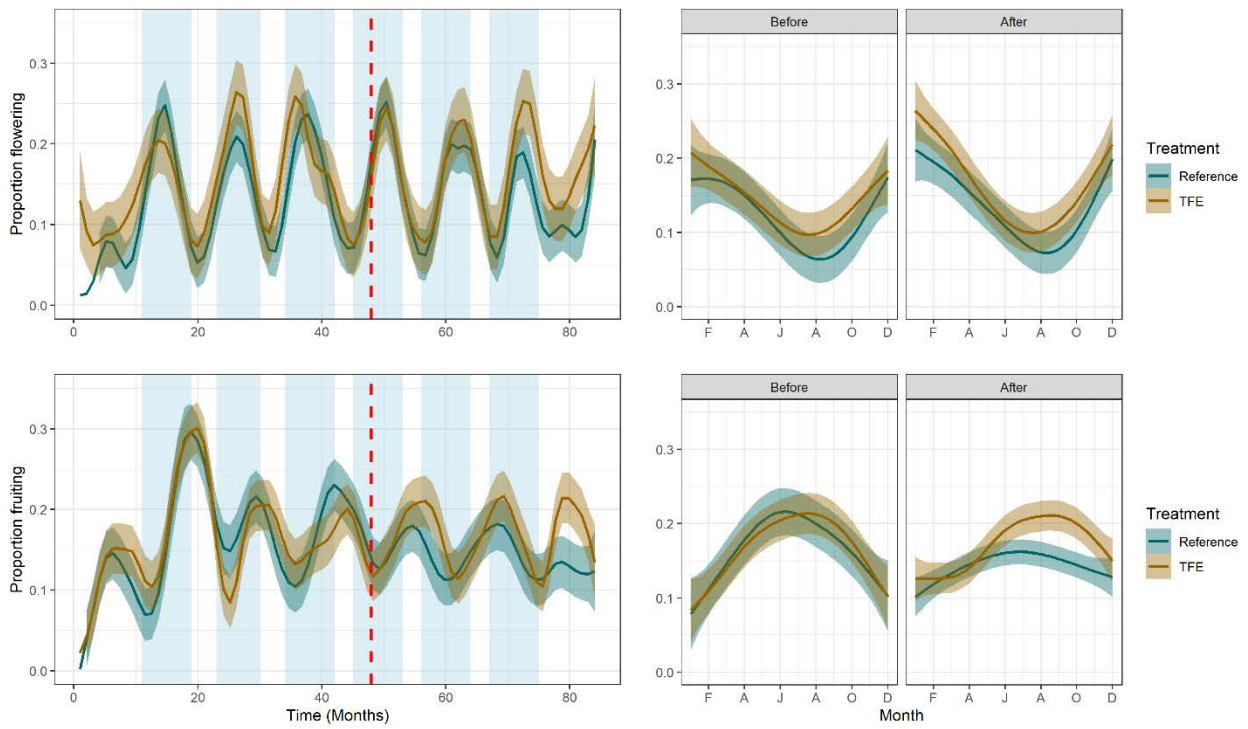 Proportion flowering
0.3
0.2
0.1
0.0
0 20 40 60 80
Before After
0.3
0.2
0.1
0.0
F A J A O D F A J A O D
Treatment
Reference
TFE
Proportion fruiting
0.3
0.2
0.1
0.0
0 20 40 60 80
Time (Months)
Before After
0.3
0.2
0.1
0.0
F A J A O D F A J A O D
Month
Treatment
Reference
TFE